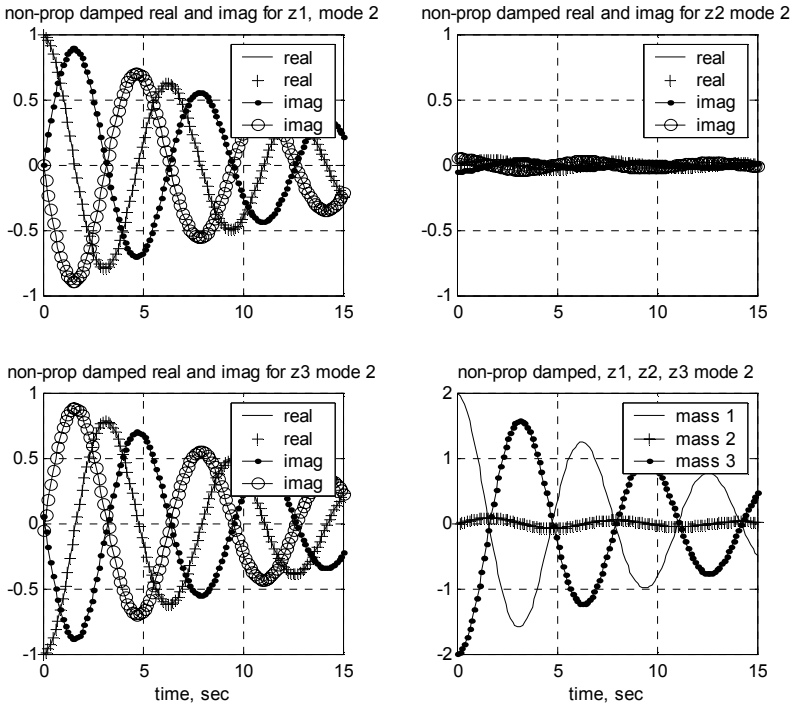 non-prop damped real and imag for z1, mode 2
1
0.5
0
-0.5
-1
0
5
10
15
real
real
imag
imag
non-prop damped real and imag for z2 mode 2
1
0.5
0
-0.5
-1
0
5
10
15
real
real
imag
imag
non-prop damped real and imag for z3 mode 2
1
0.5
0
-0.5
-1
0
5
10
15
time, sec
real
real
imag
imag
non-prop damped, z1, z2, z3 mode 2
2
1
0
-1
-2
0
5
10
15
time, sec
mass 1
mass 2
mass 3